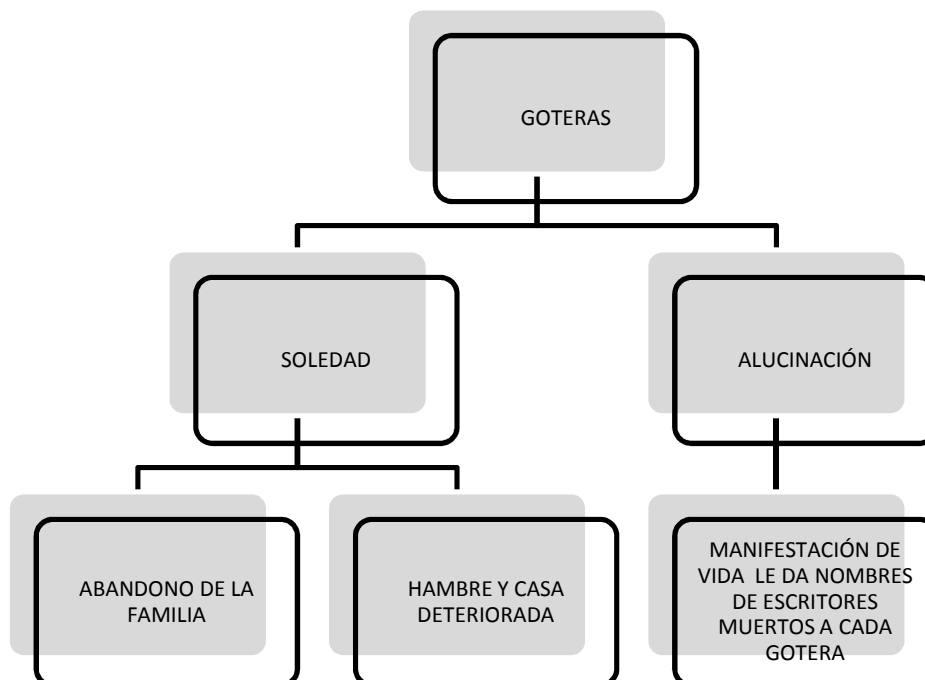 GOTERAS
SOLEDAD
ALUCINACIÓN
ABANDONO DE LA
FAMILIA
HAMBRE Y CASA
DETERIORADA
MANIFESTACIÓN DE
VIDA  LE DA NOMBRES
DE ESCRITORES
MUERTOS A CADA
GOTERA